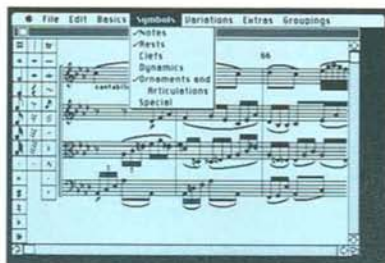 File Edit Basics Symbols Variations Extras Groupings
✓Notes
✓Rests
Clefs
Dynamics
✓Ornaments and
Articulations
Special
66
cantabile